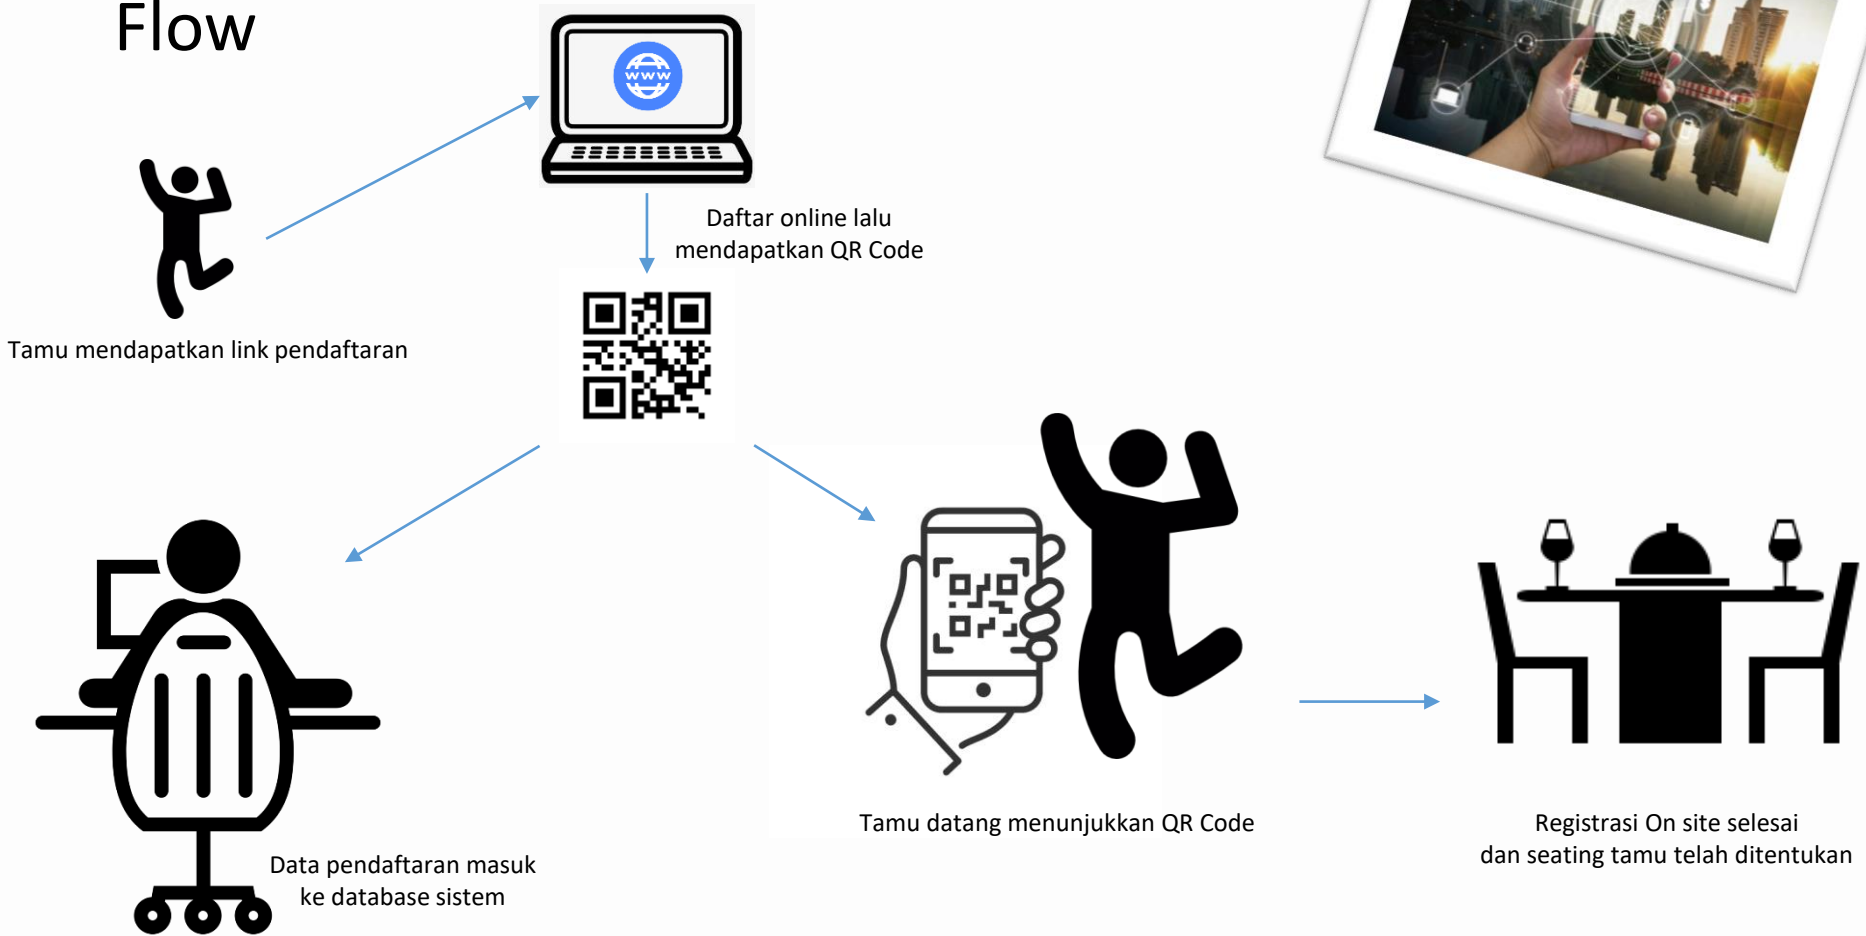 Flow
www
Daftar online lalu
mendapatkan QR Code
Tamu mendapatkan link pendaftaran
Tamu datang menunjukkan QR Code
Registrasi On site selesai
dan seating tamu telah ditentukan
Data pendaftaran masuk
ke database sistem